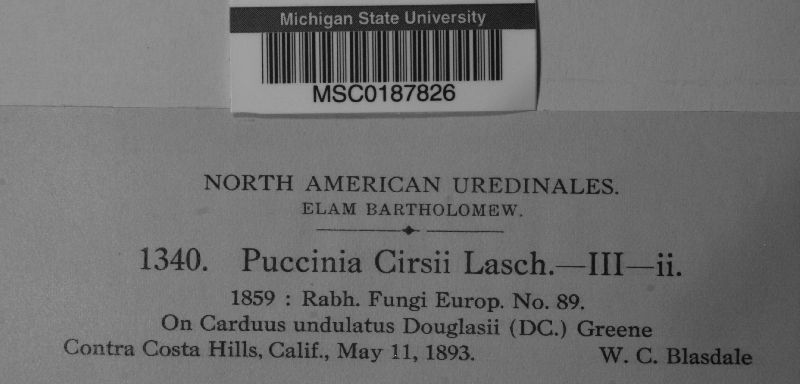 Michigan State University
MSC0187826
NORTH AMERICAN UREDINALES.
ELAM BARTHOLOMEW.
1340. Puccinia Cirsii Lasch.—III—ii.
1859 : Rabh. Fungi Europ. No. 89.
On Carduus undulatus Douglasii (DC.) Greene
Contra Costa Hills, Calif., May 11, 1893. W. C. Blasdale